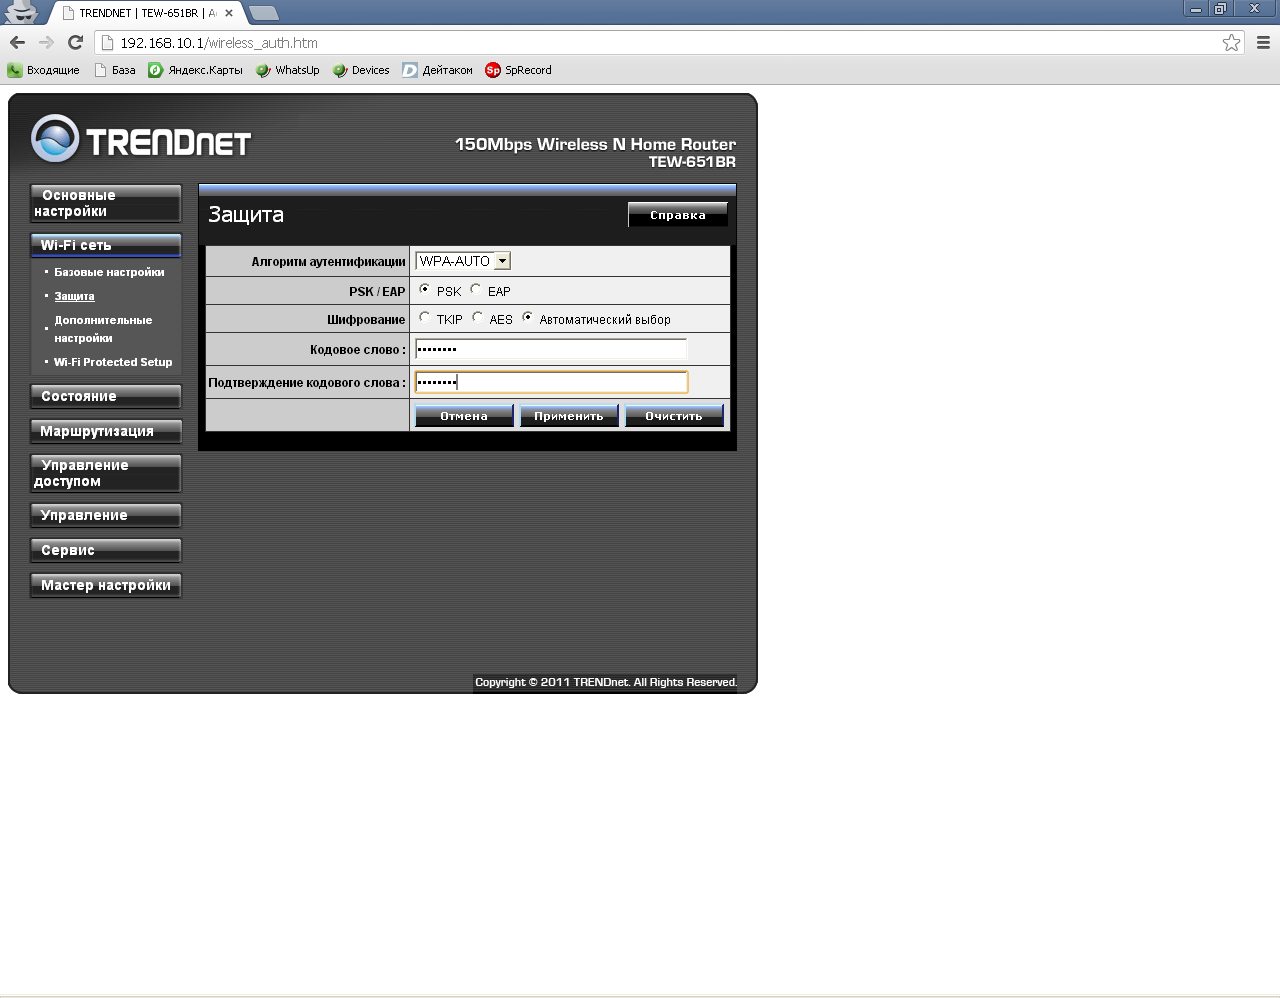 TRENDNET | TEW-651BR |
192.168.10.1/wireless_auth.htm
Входящие База Яндекс.Карты WhatsUp Devices Дейтаком Sp SpRecord
TRENDNET
150Mbps Wireless N Home Router
TEW-651BR
Основные
настройки
Wi-Fi сеть
Базовые настройки
Защита
Дополнительные
настройки
Wi-Fi Protected Setup
Состояние
Маршрутизация
Управление
доступом
Управление
Сервис
Мастер настройки
Защита
Справка
Алгоритм аутентификации WPA-AUTO
PSK / EAP PSK EAP
Шифрование TKIP AES Автоматический выбор
Кодовое слово : ••••••••
Подтверждение кодового слова : ••••••••
Отмена Применить Очистить
Copyright © 2011 TRENDnet. All Rights Reserved.